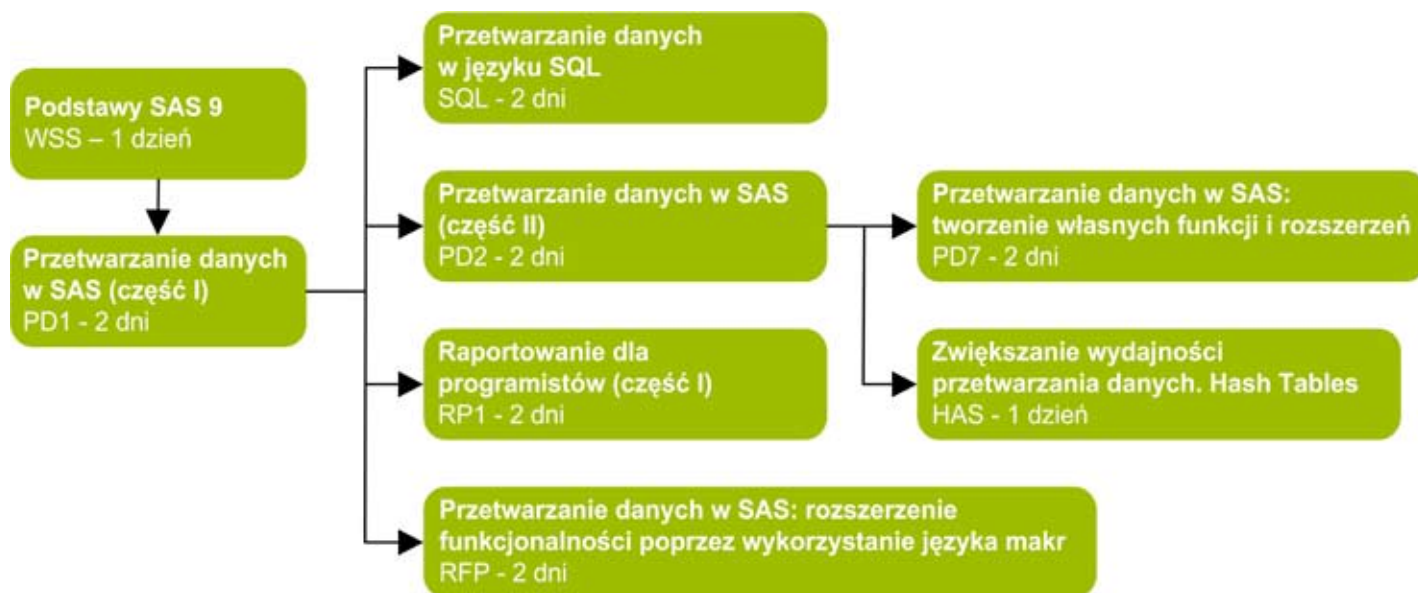 Podstawy SAS 9
WSS – 1 dzień
Przetwarzanie danych
w SAS (część I)
PD1 - 2 dni
Przetwarzanie danych
w języku SQL
SQL - 2 dni
Przetwarzanie danych w SAS
(część II)
PD2 - 2 dni
Raportowanie dla
programistów (część I)
RP1 - 2 dni
Przetwarzanie danych w SAS: rozszerzenie
funkcjonalności poprzez wykorzystanie języka makr
RFP - 2 dni
Przetwarzanie danych w SAS:
tworzenie własnych funkcji i rozszerzeń
PD7 - 2 dni
Zwiększanie wydajności
przetwarzania danych. Hash Tables
HAS - 1 dzień